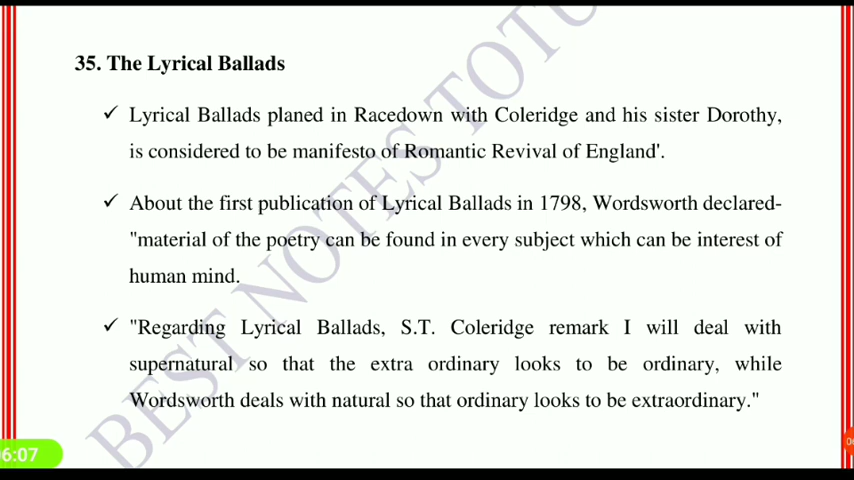 35. The Lyrical Ballads
✓ Lyrical Ballads planed in Racedown with Coleridge and his sister Dorothy,
is considered to be manifesto of Romantic Revival of England'.
✓ About the first publication of Lyrical Ballads in 1798, Wordsworth declared-
"material of the poetry can be found in every subject which can be interest of
human mind.
✓ "Regarding Lyrical Ballads, S.T. Coleridge remark I will deal with
supernatural so that the extra ordinary looks to be ordinary, while
Wordsworth deals with natural so that ordinary looks to be extraordinary."
BEST NOTES TOTU
6:07